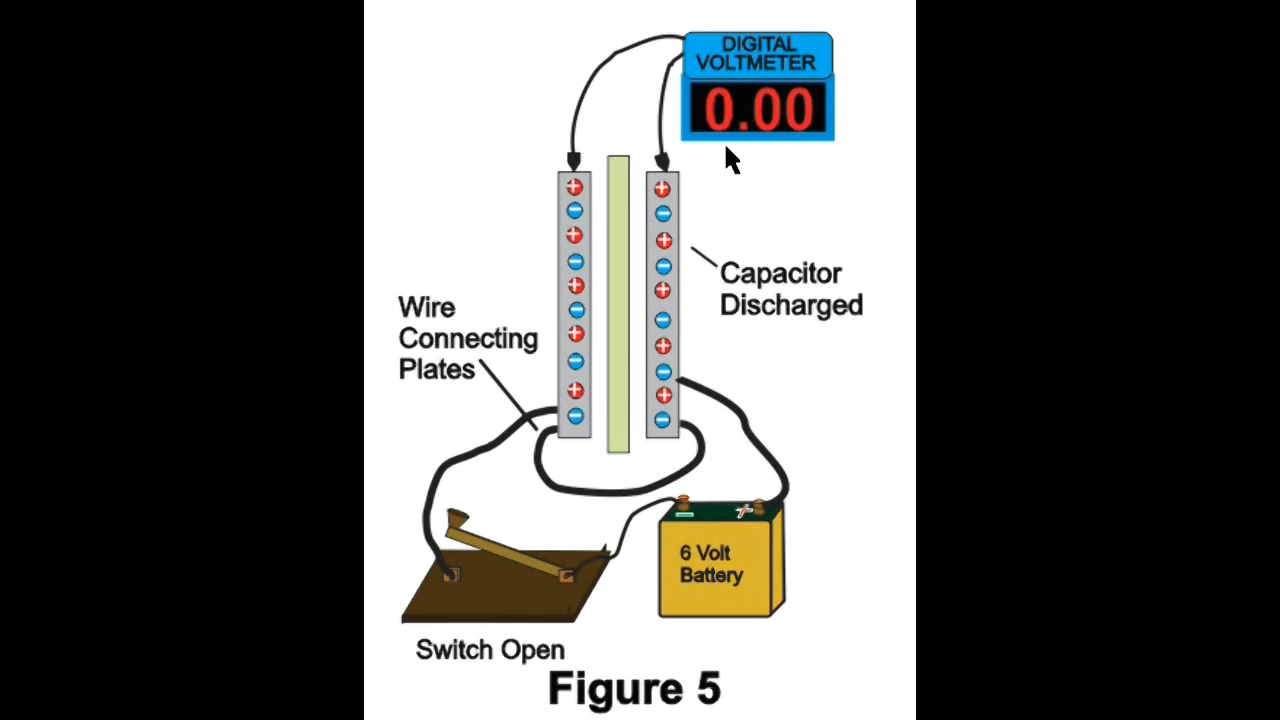 DIGITAL
VOLTMETER
0.00
Capacitor
Discharged
Wire
Connecting
Plates
6 Volt
Battery
Switch Open
Figure 5